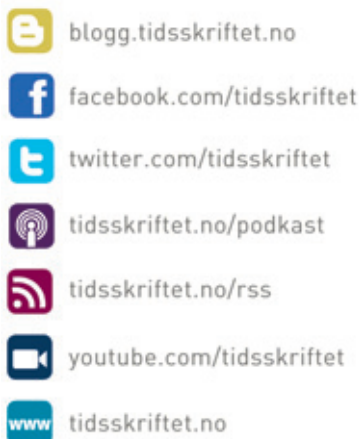 blogg.tidsskriftet.no
facebook.com/tidsskriftet
twitter.com/tidsskriftet
tidsskriftet.no/podkast
tidsskriftet.no/rss
youtube.com/tidsskriftet
www tidsskriftet.no